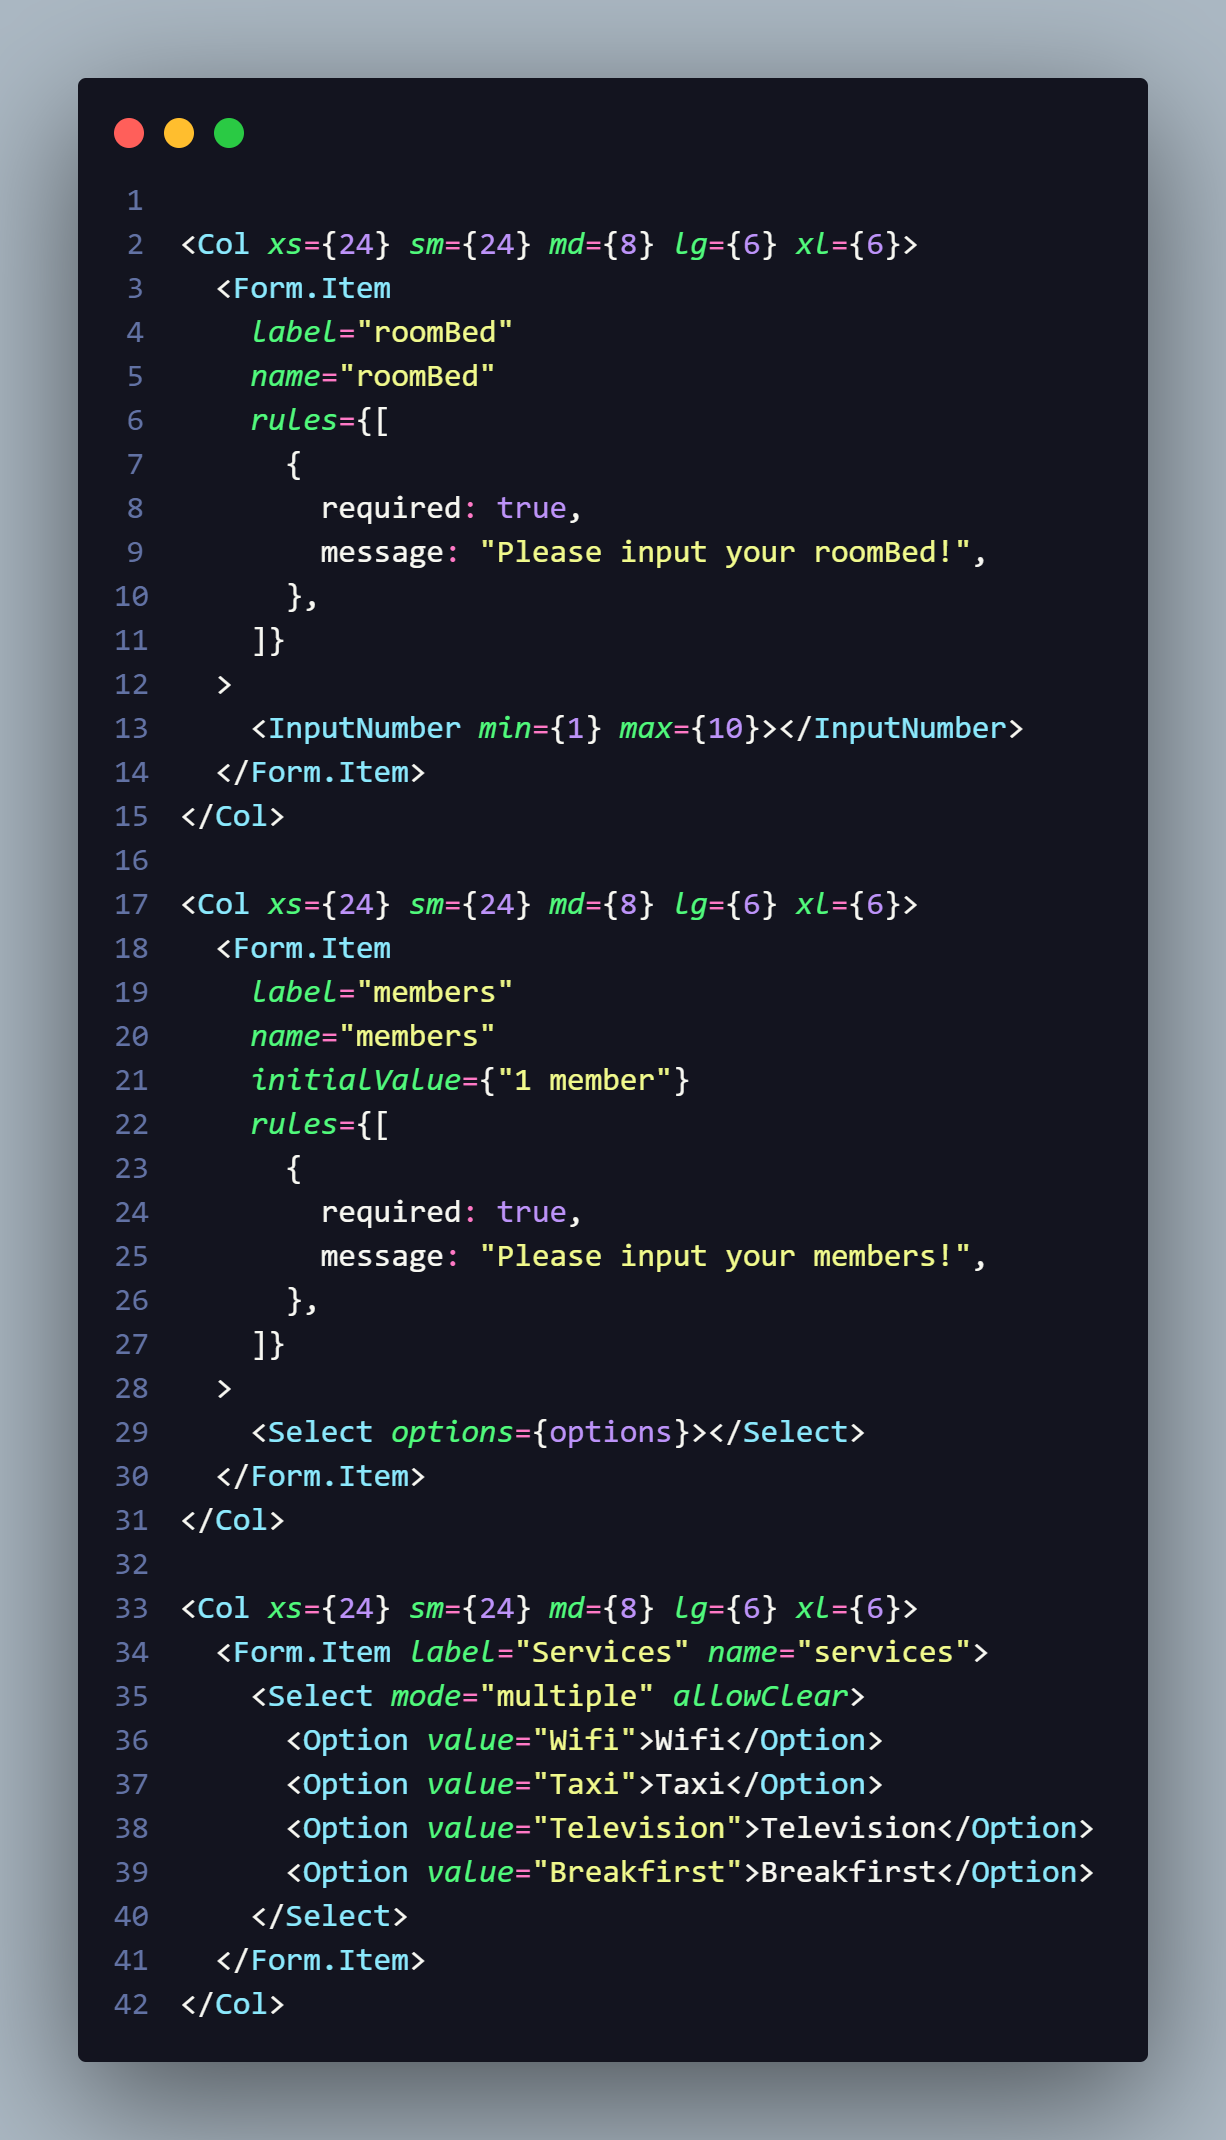 1
2 <Col xs={24} sm={24} md={8} lg={6} xl={6}>
3   <Form.Item
4     label="roomBed"
5     name="roomBed"
6     rules={[
7       {
8         required: true,
9         message: "Please input your roomBed!",
10       },
11     ]}
12   >
13     <InputNumber min={1} max={10}></InputNumber>
14   </Form.Item>
15 </Col>
16
17 <Col xs={24} sm={24} md={8} lg={6} xl={6}>
18   <Form.Item
19     label="members"
20     name="members"
21     initialValue={"1 member"}
22     rules={[
23       {
24         required: true,
25         message: "Please input your members!",
26       },
27     ]}
28   >
29     <Select options={options}></Select>
30   </Form.Item>
31 </Col>
32
33 <Col xs={24} sm={24} md={8} lg={6} xl={6}>
34   <Form.Item label="Services" name="services">
35     <Select mode="multiple" allowClear>
36       <Option value="Wifi">Wifi</Option>
37       <Option value="Taxi">Taxi</Option>
38       <Option value="Television">Television</Option>
39       <Option value="Breakfirst">Breakfirst</Option>
40     </Select>
41   </Form.Item>
42 </Col>